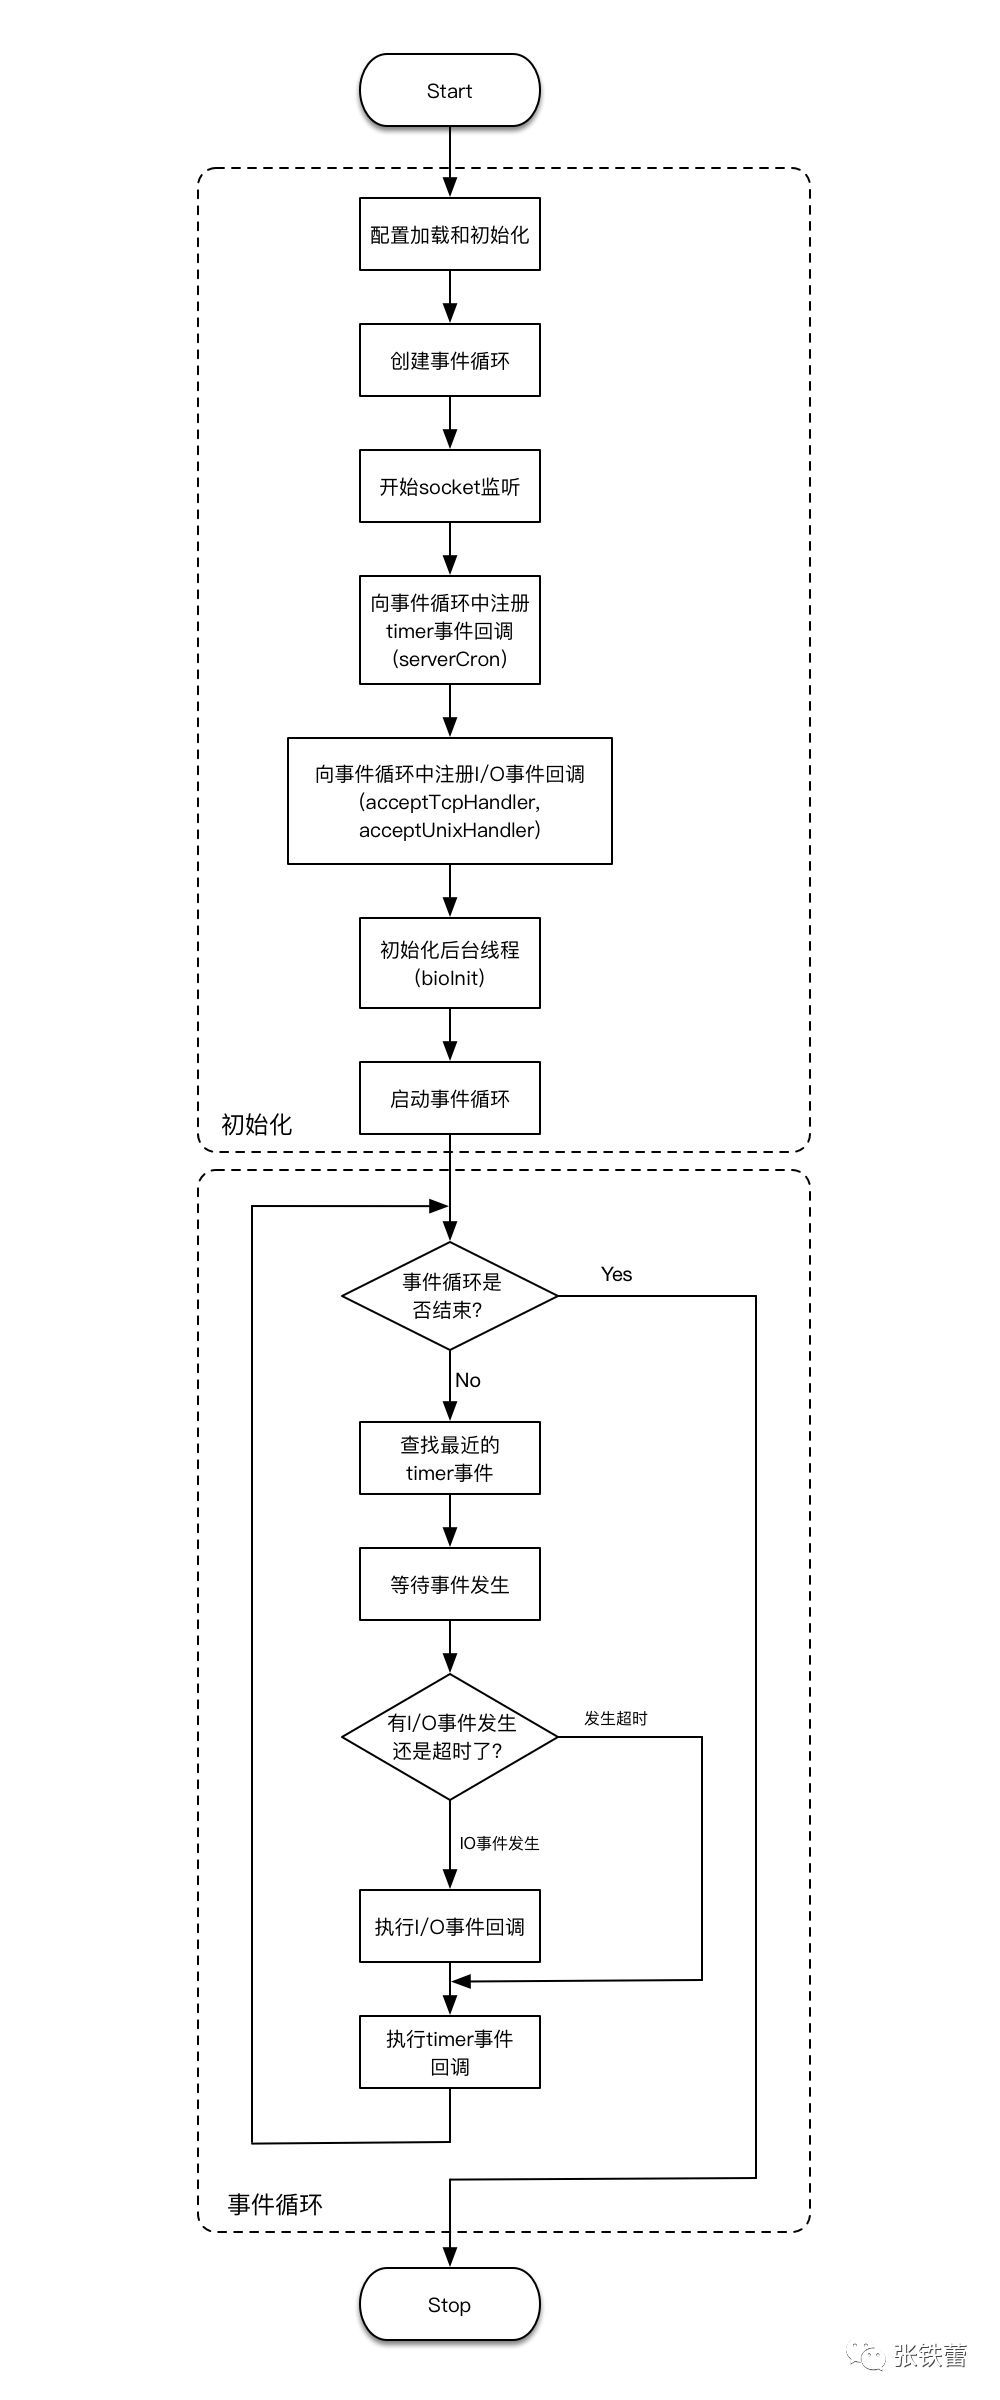 Start
配置加载和初始化
创建事件循环
开始socket监听
向事件循环中注册
timer事件回调
(serverCron)
向事件循环中注册I/O事件回调
(acceptTcpHandler,
acceptUnixHandler)
初始化后台线程
(bioInit)
启动事件循环
初始化
事件循环是
否结束?
Yes
No
查找最近的
timer事件
等待事件发生
有I/O事件发生
还是超时了?
发生超时
IO事件发生
执行I/O事件回调
执行timer事件
回调
事件循环
Stop
张铁蕾